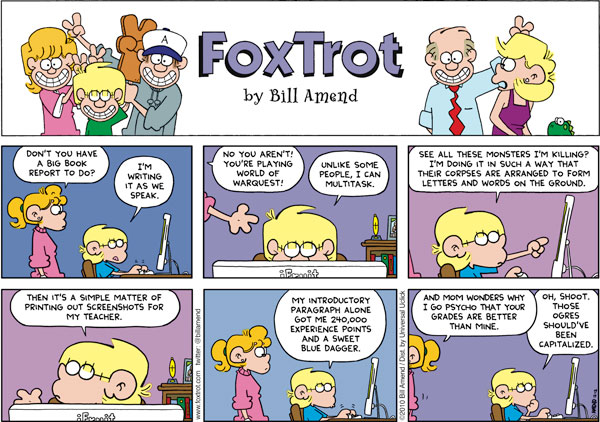 A
FoxTrot
by Bill Amend
DON'T YOU HAVE
A BIG BOOK
REPORT TO DO?
I'M
WRITING
IT AS WE
SPEAK.
NO YOU AREN'T!
YOU'RE PLAYING
WORLD OF
WARQUEST!
UNLIKE SOME
PEOPLE, I CAN
MULTITASK.
iFruit
SEE ALL THESE MONSTERS I'M KILLING?
I'M DOING IT IN SUCH A WAY THAT
THEIR CORPSES ARE ARRANGED TO FORM
LETTERS AND WORDS ON THE GROUND.
THEN IT'S A SIMPLE MATTER OF
PRINTING OUT SCREENSHOTS FOR
MY TEACHER.
iFruit
www.foxtrot.com twitter: @billamend
MY INTRODUCTORY
PARAGRAPH ALONE
GOT ME 240,000
EXPERIENCE POINTS
AND A SWEET
BLUE DAGGER.
©2010 Bill Amend / Dist. by Universal Uclick
AND MOM WONDERS WHY
I GO PSYCHO THAT YOUR
GRADES ARE BETTER
THAN MINE.
OH, SHOOT.
THOSE
OGRES
SHOULD'VE
BEEN
CAPITALIZED.